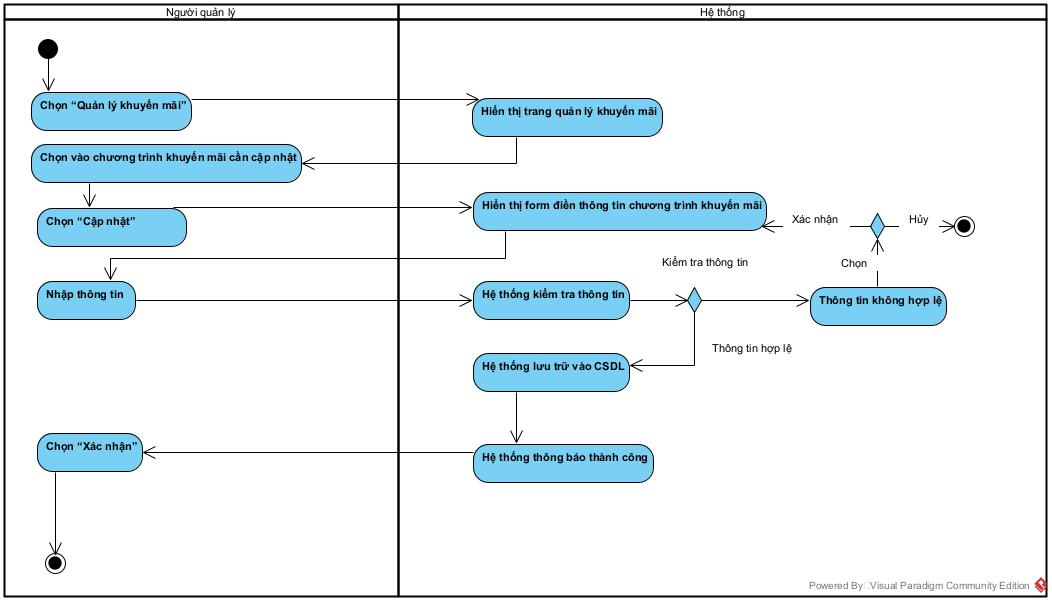 Người quản lý
Hệ thống
Chọn “Quản lý khuyến mãi”
Hiển thị trang quản lý khuyến mãi
Chọn vào chương trình khuyến mãi cần cập nhật
Chọn “Cập nhật”
Hiển thị form điền thông tin chương trình khuyến mãi
Xác nhận
Hủy
Chọn
Kiểm tra thông tin
Nhập thông tin
Hệ thống kiểm tra thông tin
Thông tin không hợp lệ
Thông tin hợp lệ
Hệ thống lưu trữ vào CSDL
Chọn “Xác nhận”
Hệ thống thông báo thành công
Powered By Visual Paradigm Community Edition